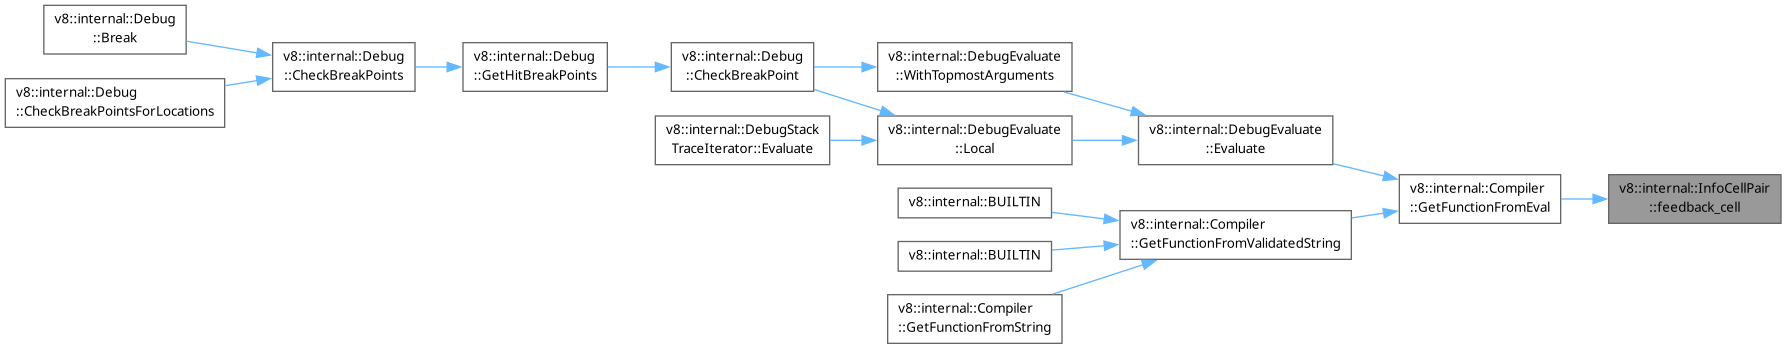 v8::internal::Debug
::Break
v8::internal::Debug
::CheckBreakPointsForLocations
v8::internal::Debug
::CheckBreakPoints
v8::internal::Debug
::GetHitBreakPoints
v8::internal::Debug
::CheckBreakPoint
v8::internal::DebugStack
TraceIterator::Evaluate
v8::internal::DebugEvaluate
::WithTopmostArguments
v8::internal::DebugEvaluate
::Local
v8::internal::BUILTIN
v8::internal::BUILTIN
v8::internal::Compiler
::GetFunctionFromString
v8::internal::DebugEvaluate
::Evaluate
v8::internal::Compiler
::GetFunctionFromValidatedString
v8::internal::Compiler
::GetFunctionFromEval
v8::internal::InfoCellPair
::feedback_cell